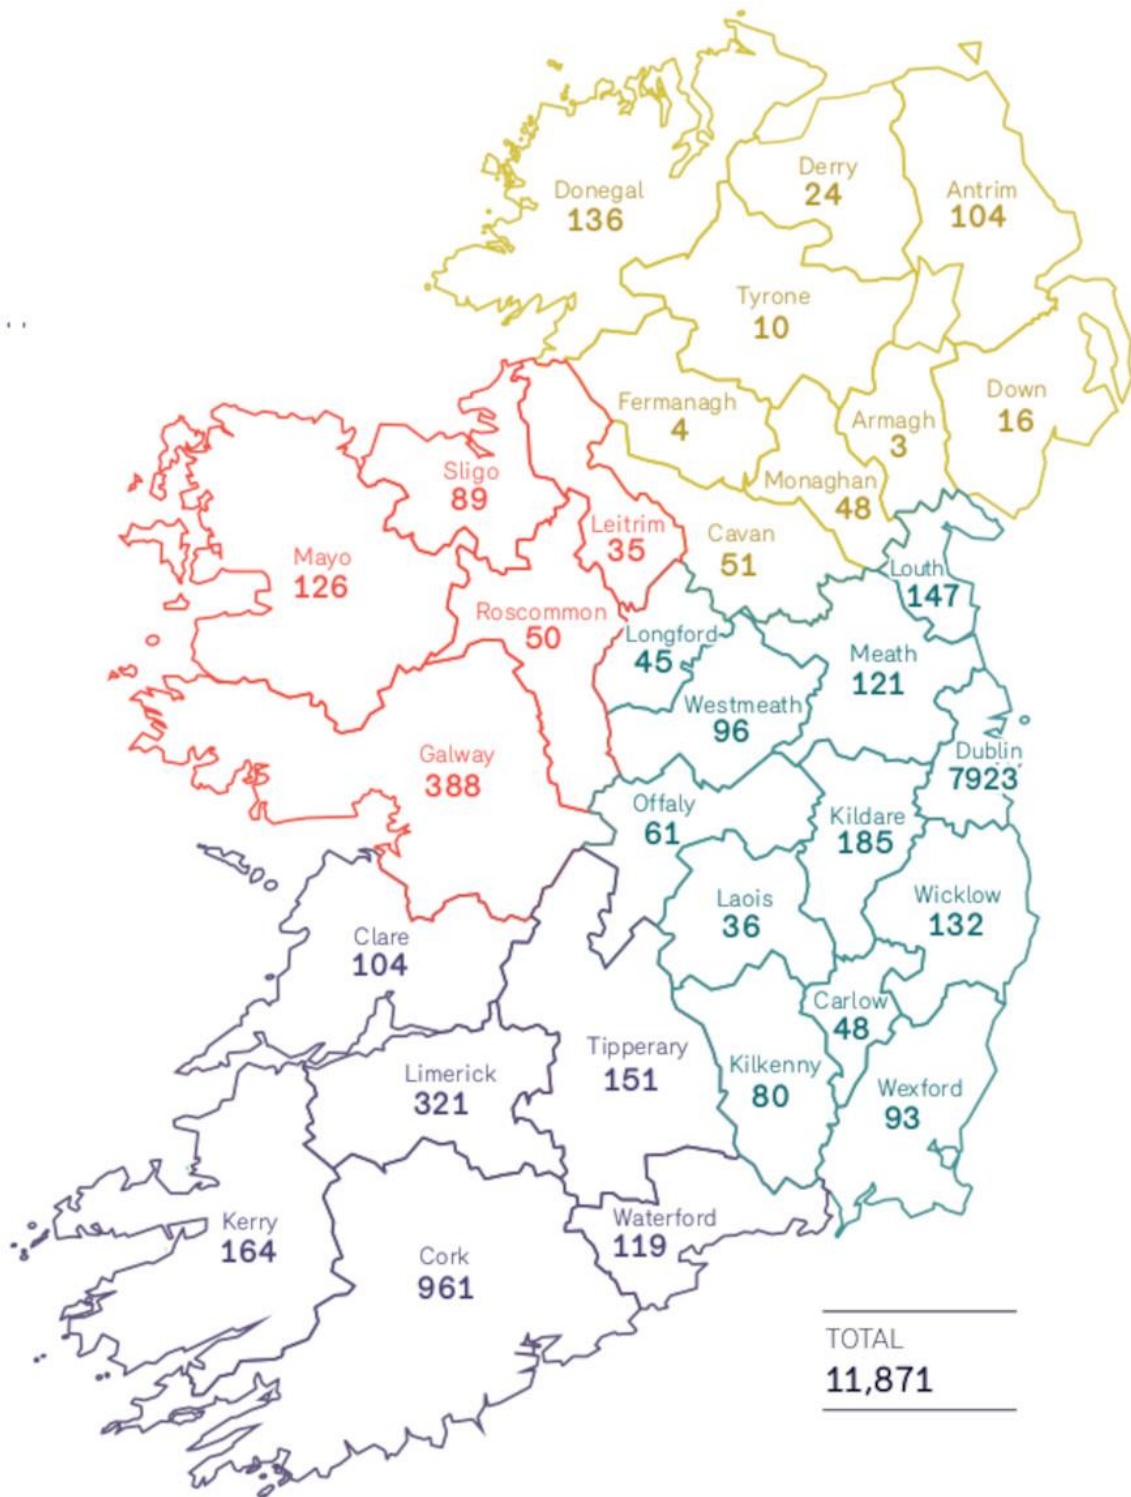 Derry
24
Donegal
136
Antrim
104
Tyrone
10
Fermanagh
4
Down
16
Armagh
3
Monaghan
48
Cavan
51
Sligo
89
Leitrim
35
Mayo
126
Roscommon
50
Galway
388
Louth
147
Longford
45
Meath
121
Westmeath
96
Dublin
7923
Offaly
61
Kildare
185
Laois
36
Wicklow
132
Carlow
48
Kilkenny
80
Wexford
93
Clare
104
Tipperary
151
Limerick
321
Kerry
164
Cork
961
Waterford
119
TOTAL
11,871